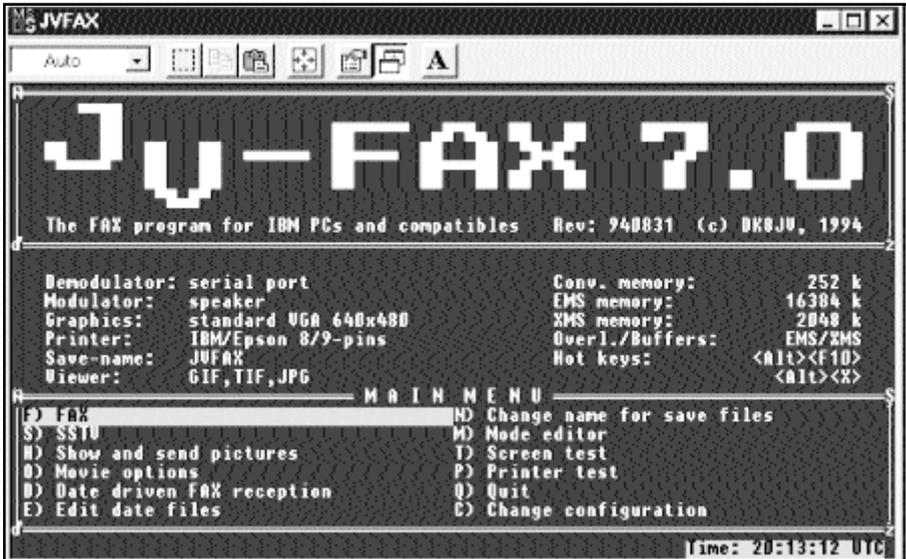 JVFAX
Auto
A
JV-FAX 7.0
The FAX program for IBM PCs and compatibles Rev: 940831 (c) DK8JV, 1994
Demodulator: serial port Conv. memory: 252 k
Modulator: speaker EMS memory: 16384 k
Graphics: standard VGA 640x480 XMS memory: 2048 k
Printer: IBM/Epson 8/9-pins Overl./Buffers: EMS/XMS
Save-name: JVFAX Hot keys: <Alt><F10>
Viewer: GIF,TIF,JPG <Alt><X>
MAIN MENU
F) FAX N) Change name for save files
S) SSTV M) Mode editor
H) Show and send pictures T) Screen test
O) Movie options P) Printer test
D) Date driven FAX reception Q) Quit
E) Edit date files C) Change configuration
Time: 20:13:12 UTC